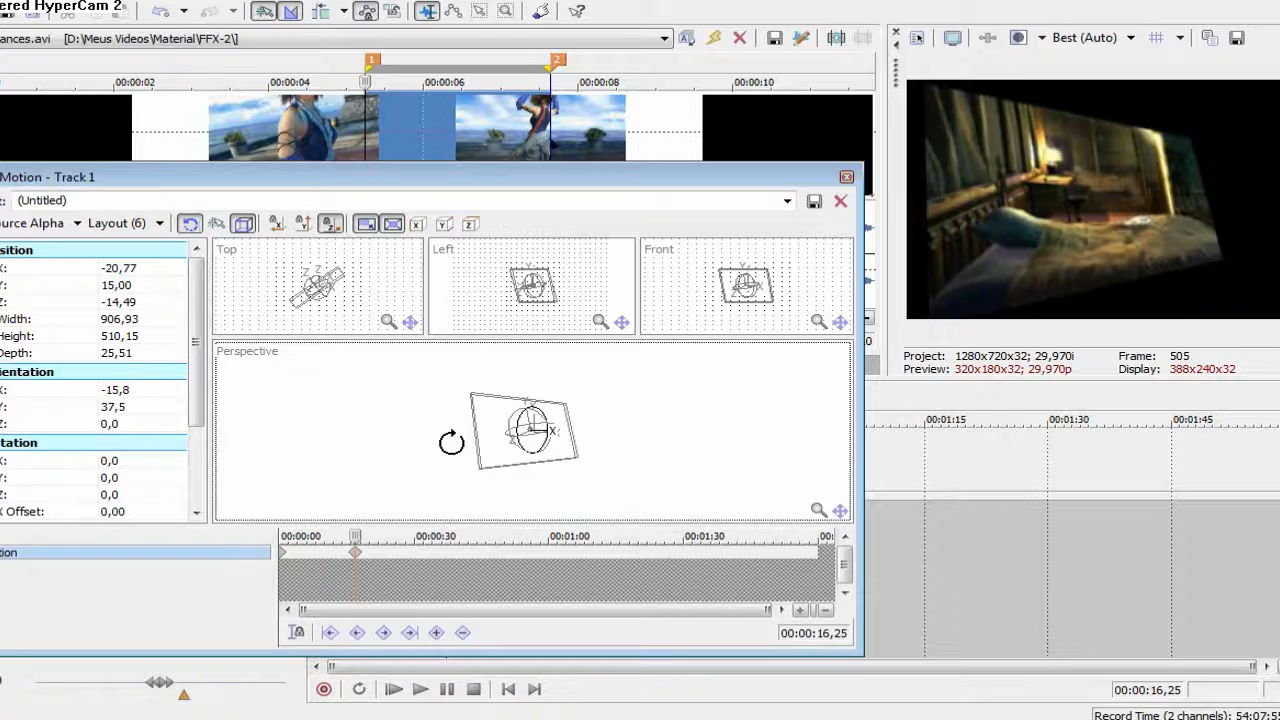 ered HyperCam 2
ances.avi [D:\Meus Videos\Material\FFX-2\]
Best (Auto)
1 2
00:00:02 00:00:04 00:00:06 00:00:08 00:00:10
Motion - Track 1
t: (Untitled)
ource Alpha Layout (6)
sition
X: -20,77
Y: 15,00
Z: -14,49
Width: 906,93
Height: 510,15
Depth: 25,51
ientation
X: -15,8
Y: 37,5
Z: 0,0
tation
X: 0,0
Y: 0,0
Z: 0,0
X Offset: 0,00
Top
Left
Front
Perspective
tion
00:00:00 00:00:30 00:01:00 00:01:30 00:
00:00:16,25
Project: 1280x720x32; 29,970i
Preview: 320x180x32; 29,970p
Frame: 505
Display: 388x240x32
00:01:15 00:01:30 00:01:45
00:00:16,25
Record Time (2 channels): 54:07:5